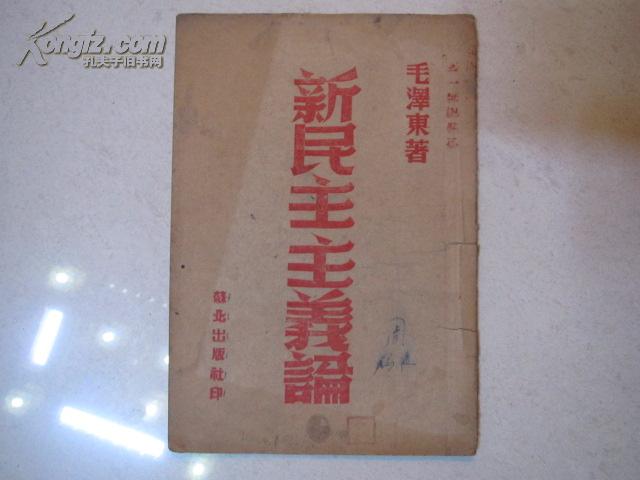 Kongfz.com
孔夫子旧书网
毛澤東著
新民主主義論
蘇北出版社印
周